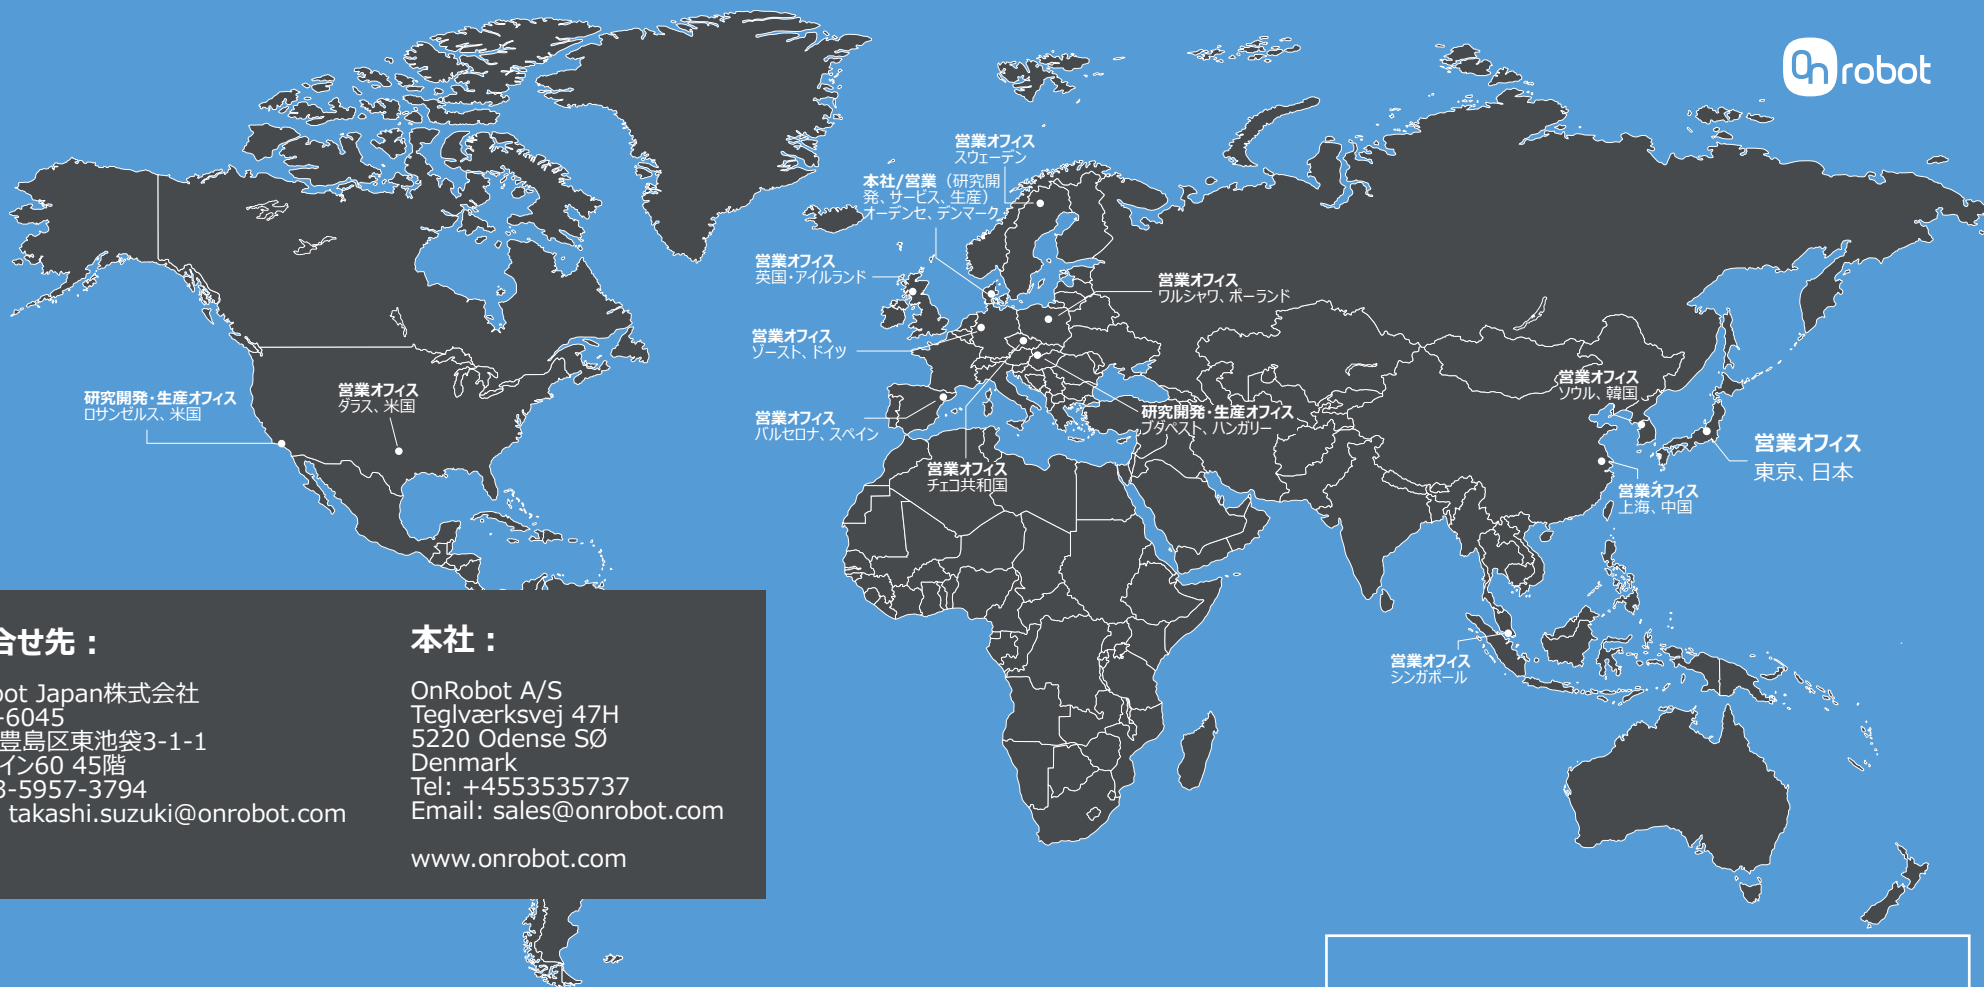 On robot
営業オフィス
スウェーデン
本社/営業（研究開
発、サービス、生産）
オーデンセ、デンマーク
営業オフィス
英国・アイルランド
営業オフィス
ワルシャワ、ポーランド
営業オフィス
ゾースト、ドイツ
営業オフィス
バルセロナ、スペイン
営業オフィス
チェコ共和国
研究開発・生産オフィス
ブダペスト、ハンガリー
研究開発・生産オフィス
ロサンゼルス、米国
営業オフィス
ダラス、米国
営業オフィス
ソウル、韓国
営業オフィス
東京、日本
営業オフィス
上海、中国
営業オフィス
シンガポール
合せ先：
bot Japan株式会社
-6045
豊島区東池袋3-1-1
イン60 45階
3-5957-3794
takashi.suzuki@onrobot.com
本社：
OnRobot A/S
Teglværksvej 47H
5220 Odense SØ
Denmark
Tel: +4553535737
Email: sales@onrobot.com
www.onrobot.com